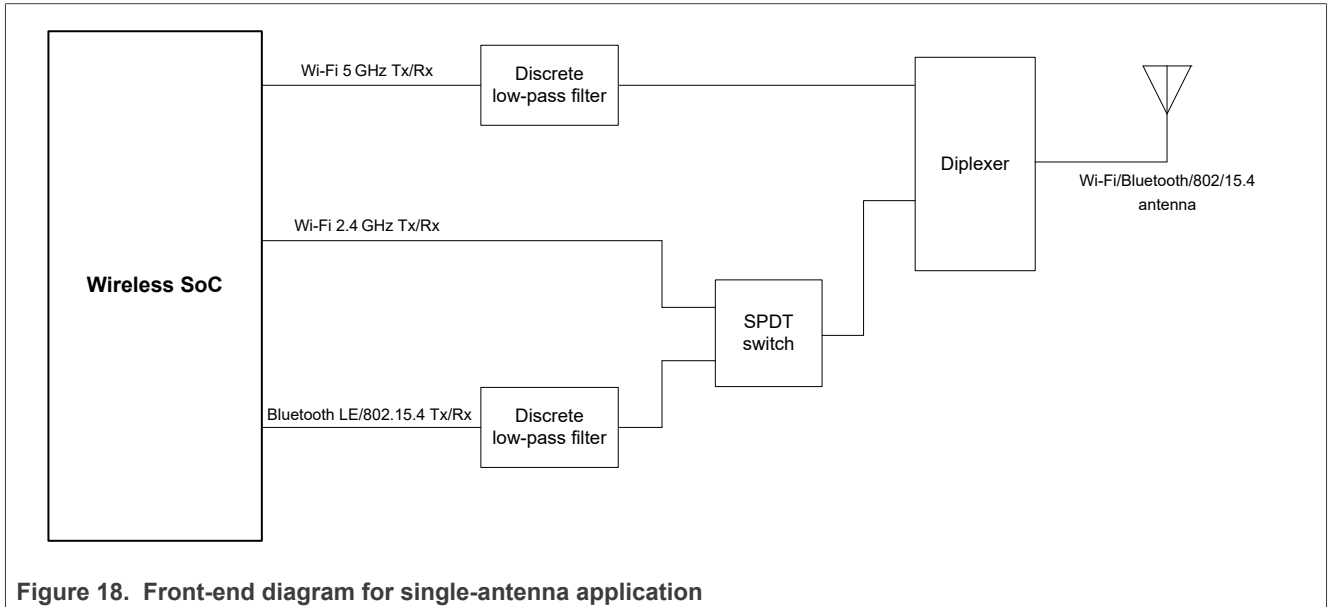 Wi-Fi 5 GHz Tx/Rx
Discrete
low-pass filter
Diplexer
Wi-Fi/Bluetooth/802/15.4
antenna
Wi-Fi 2.4 GHz Tx/Rx
Wireless SoC
SPDT
switch
Bluetooth LE/802.15.4 Tx/Rx
Discrete
low-pass filter
Figure 18. Front-end diagram for single-antenna application